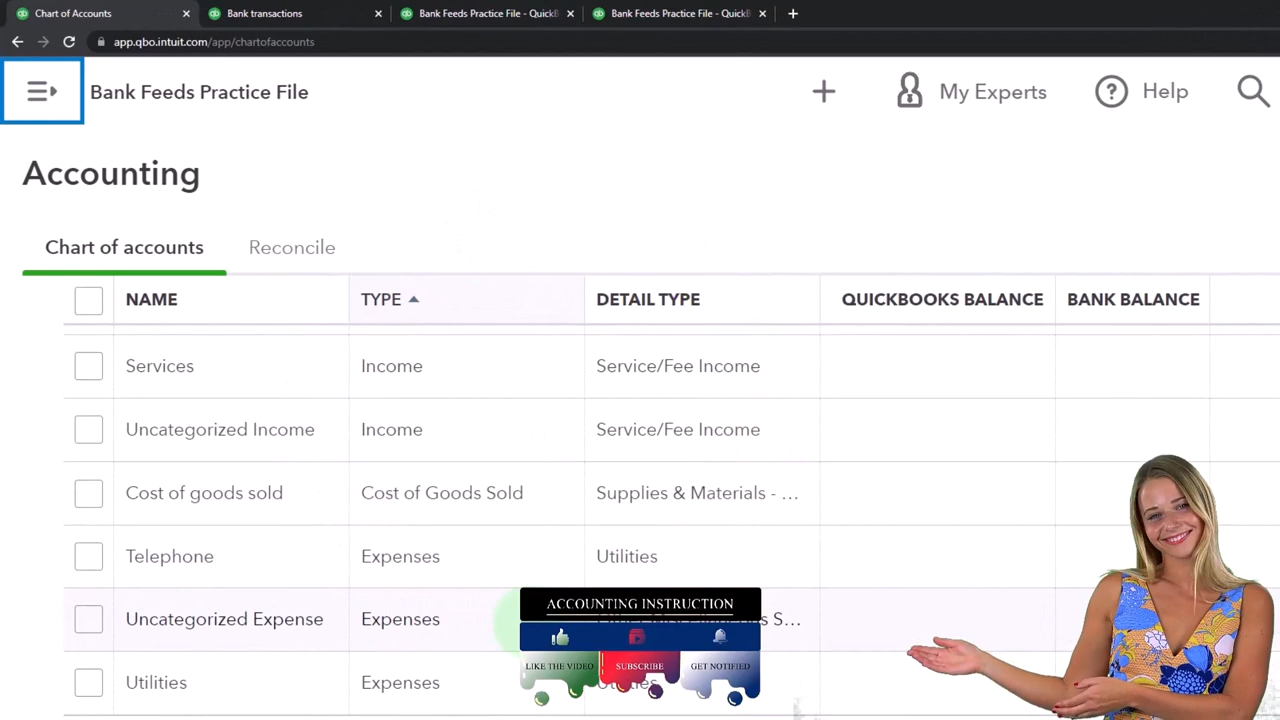 Chart of Accounts
Bank transactions
Bank Feeds Practice File - QuickB
Bank Feeds Practice File - QuickB
app.qbo.intuit.com/app/chartofaccounts
Bank Feeds Practice File
My Experts
Help
Accounting
Chart of accounts
Reconcile
NAME TYPE DETAIL TYPE QUICKBOOKS BALANCE BANK BALANCE
Services Income Service/Fee Income
Uncategorized Income Income Service/Fee Income
Cost of goods sold Cost of Goods Sold Supplies & Materials - …
Telephone Expenses Utilities
Uncategorized Expense Expenses
Utilities Expenses
ACCOUNTING INSTRUCTION
LIKE THE VIDEO SUBSCRIBE GET NOTIFIED